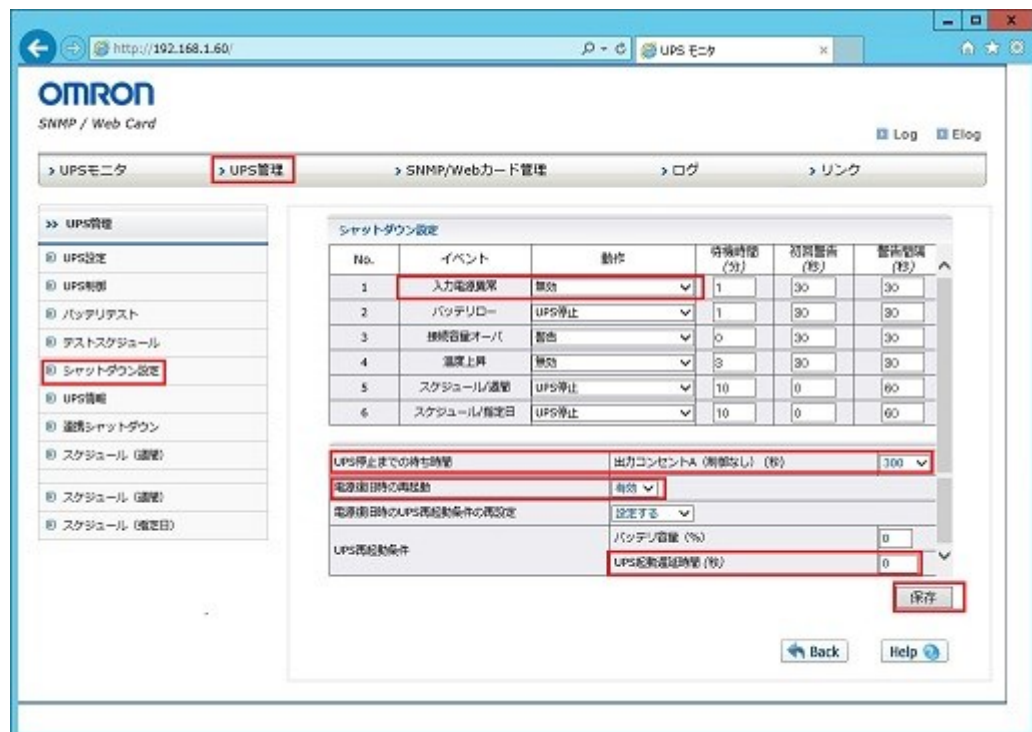 http://192.168.1.60/
UPS モニタ
OMRON
SNMP / Web Card
Log Elog
UPSモニタ UPS管理 SNMP/Webカード管理 ログ リンク
UPS管理
UPS設定
UPS制御
バッテリテスト
テストスケジュール
シャットダウン設定
UPS情報
連携シャットダウン
スケジュール (週間)
スケジュール (週間)
スケジュール (指定日)
シャットダウン設定
No. イベント 動作 待機時間 (分) 初回警告 (秒) 警告間隔 (秒)
1 入力電源異常 無効 1 30 30
2 バッテリロー UPS停止 1 30 30
3 接続容量オーバ 警告 0 30 30
4 温度上昇 無効 3 30 30
5 スケジュール/週間 UPS停止 10 0 60
6 スケジュール/指定日 UPS停止 10 0 60
UPS停止までの待ち時間 出力コンセントA (制御なし) (秒) 300
電源復旧時の再起動 有効
電源復旧時のUPS再起動条件の再設定 設定する
UPS再起動条件 バッテリ容量 (%) 0
UPS起動遅延時間 (秒) 0
保存
Back Help